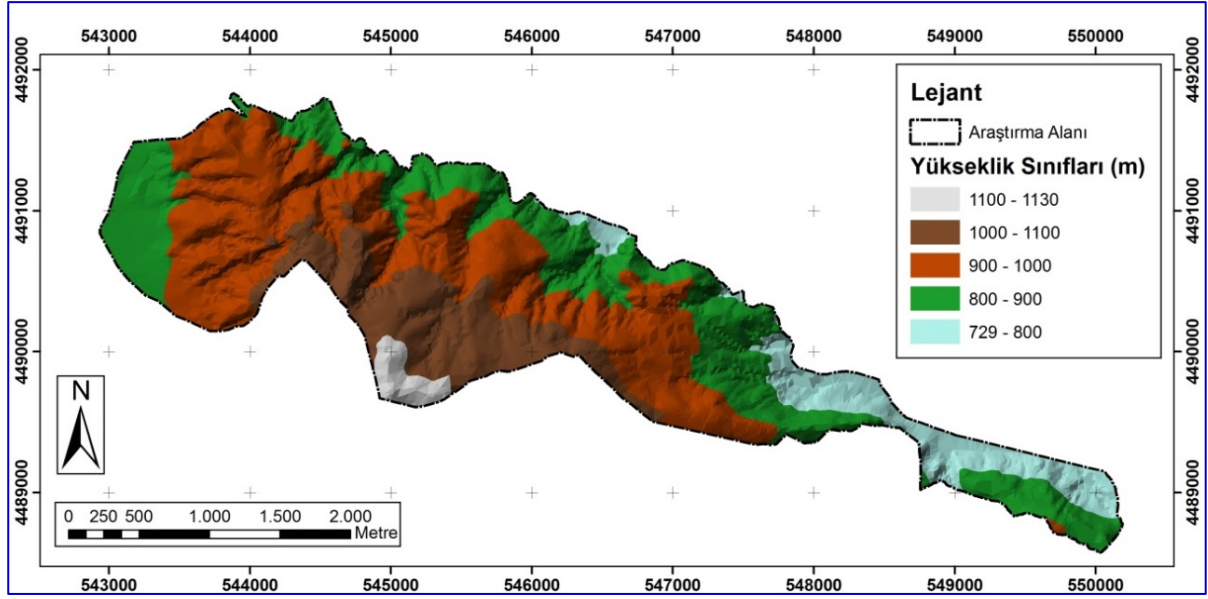 543000 544000 545000 546000 547000 548000 549000 550000
4492000
4492000
4491000
4491000
4490000
4490000
4489000
4489000
Lejant
Araştırma Alanı
Yükseklik Sınıfları (m)
1100 - 1130
1000 - 1100
900 - 1000
800 - 900
729 - 800
N
0 250 500 1.000 1.500 2.000
Metre
543000 544000 545000 546000 547000 548000 549000 550000